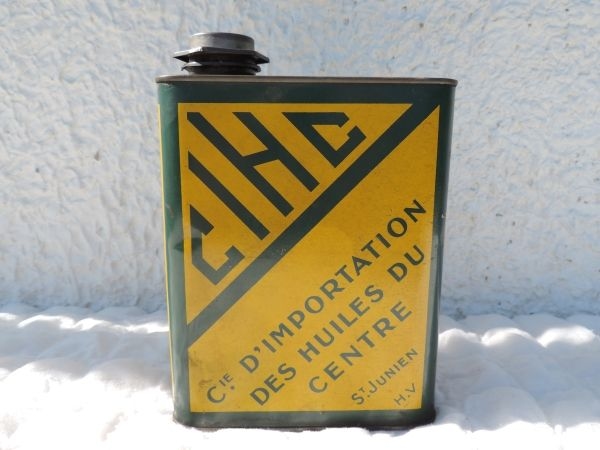 CIHC
CIE D'IMPORTATION
DES HUILES DU
CENTRE
ST JUNIEN
H.V